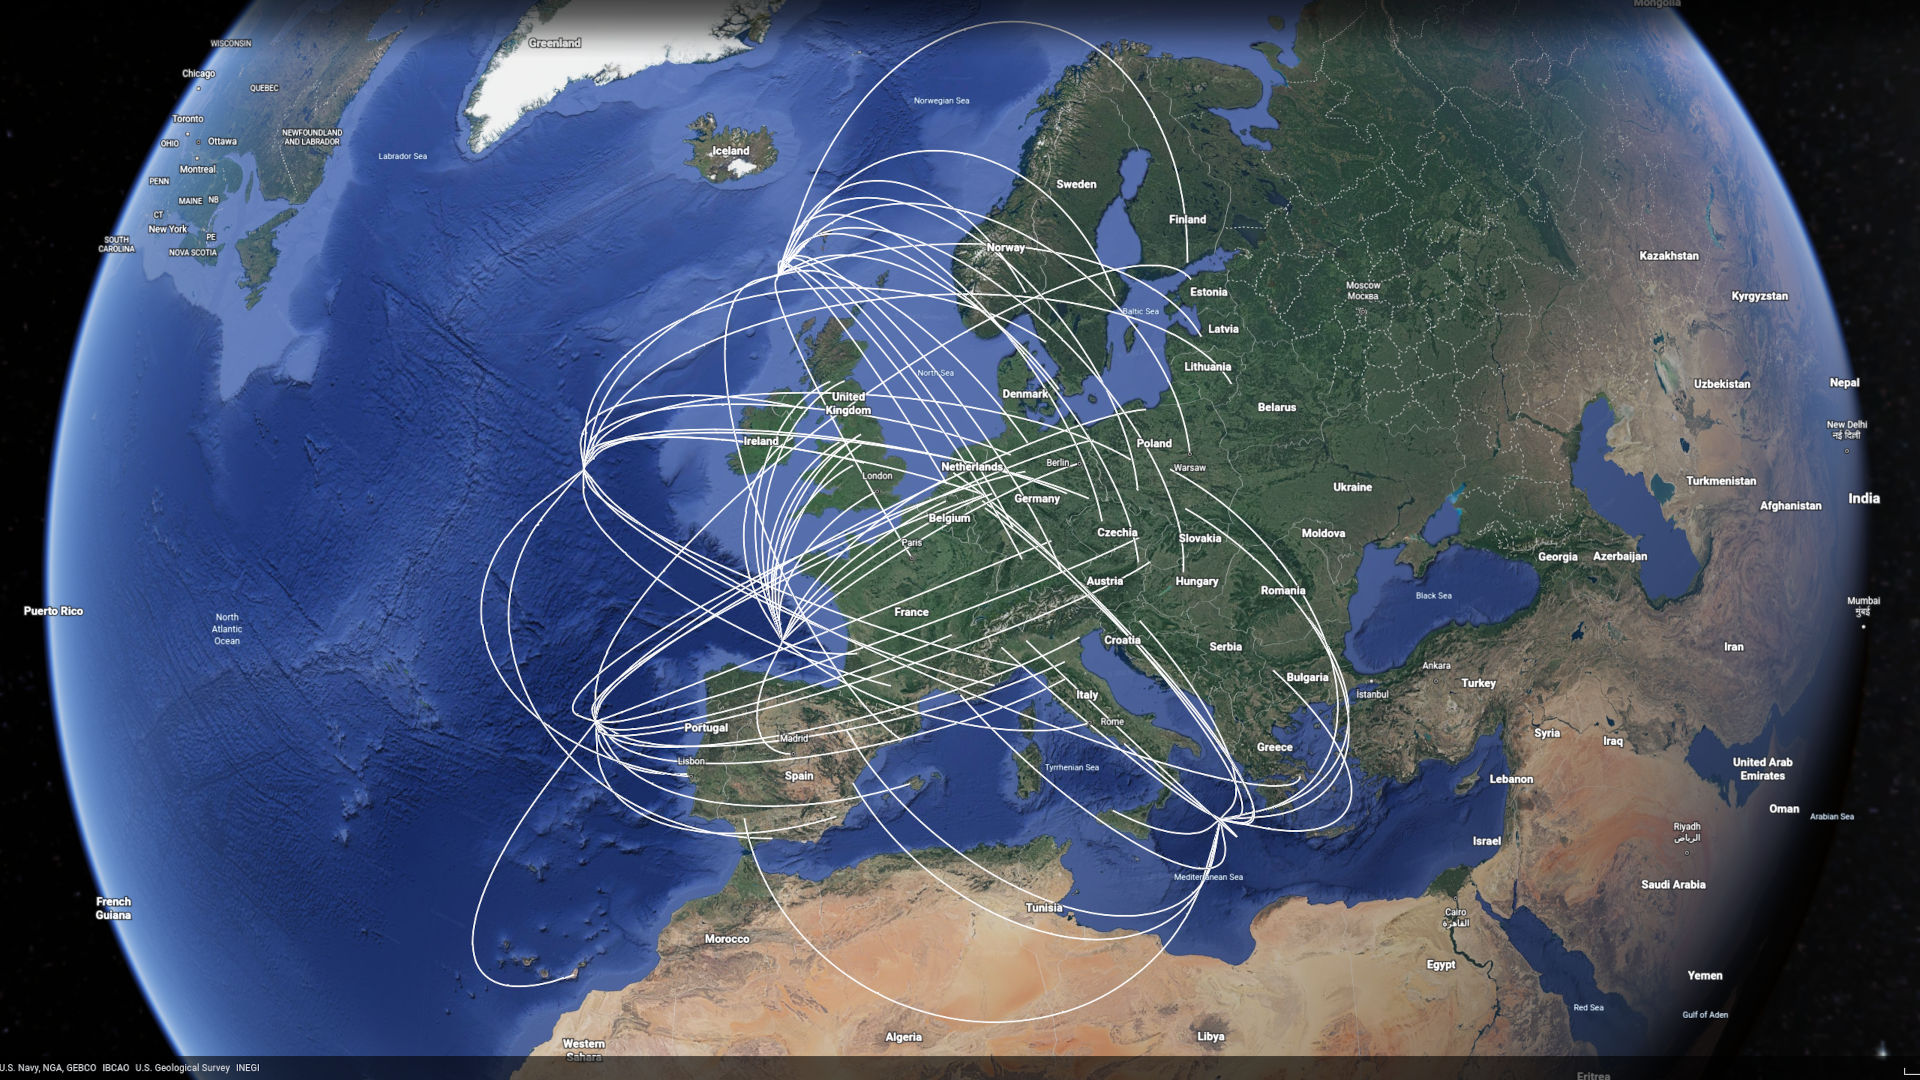 Mongolia
WISCONSIN
Greenland
Chicago
QUEBEC
Norwegian Sea
Toronto
NEWFOUNDLAND
AND LABRADOR
OHIO
Ottawa
Iceland
Labrador Sea
Montreal
PENN
Sweden
MAINE
NB
CT
Finland
New York
PE
SOUTH
CAROLINA
NOVA SCOTIA
Norway
Kazakhstan
Moscow
Москва
Estonia
Kyrgyzstan
Baltic Sea
Latvia
Lithuania
North Sea
Uzbekistan
Nepal
Denmark
United
Kingdom
Belarus
New Delhi
नई दिल्ली
Ireland
Poland
Berlin
Netherlands
Warsaw
London
Turkmenistan
Ukraine
Germany
India
Afghanistan
Belgium
Czechia
Slovakia
Moldova
Paris
Georgia
Azerbaijan
Austria
Hungary
Romania
Black Sea
Mumbai
मुंबई
Puerto Rico
France
North
Atlantic
Ocean
Croatia
Serbia
Iran
Ankara
Bulgaria
Turkey
İstanbul
Italy
Rome
Portugal
Syria
Iraq
Madrid
Greece
Lisbon
Tyrrhenian Sea
United Arab
Emirates
Spain
Lebanon
Oman
Arabian Sea
Riyadh
الرياض
Israel
Mediterranean Sea
Saudi Arabia
French
Guiana
Tunisia
Cairo
القاهرة
Morocco
Egypt
Yemen
Red Sea
Gulf of Aden
Algeria
Libya
Western
Sahara
U.S. Navy, NGA, GEBCO IBCAO U.S. Geological Survey INEGI
Eritrea